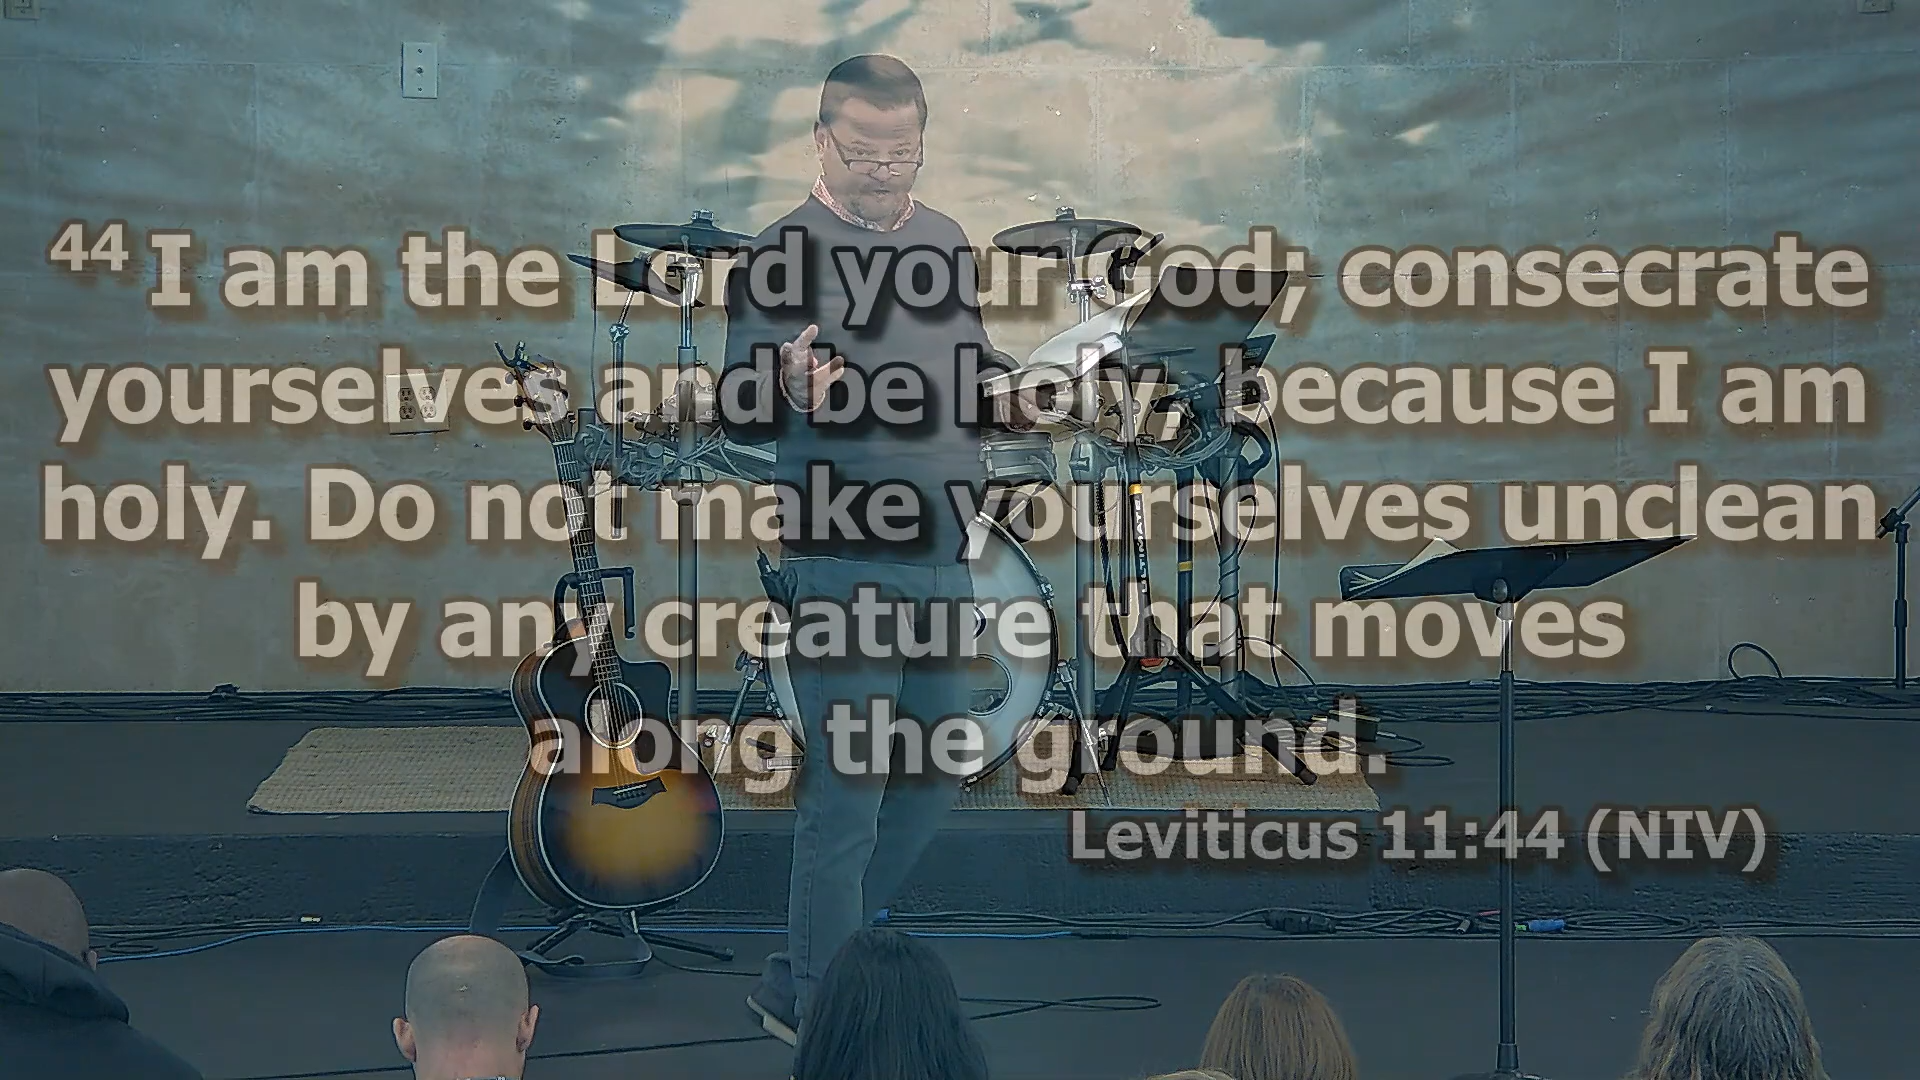 44 I am the Lord your God; consecrate
yourselves and be holy, because I am
holy. Do not make yourselves unclean
by any creature that moves
along the ground.
Leviticus 11:44 (NIV)
ULTIMATE